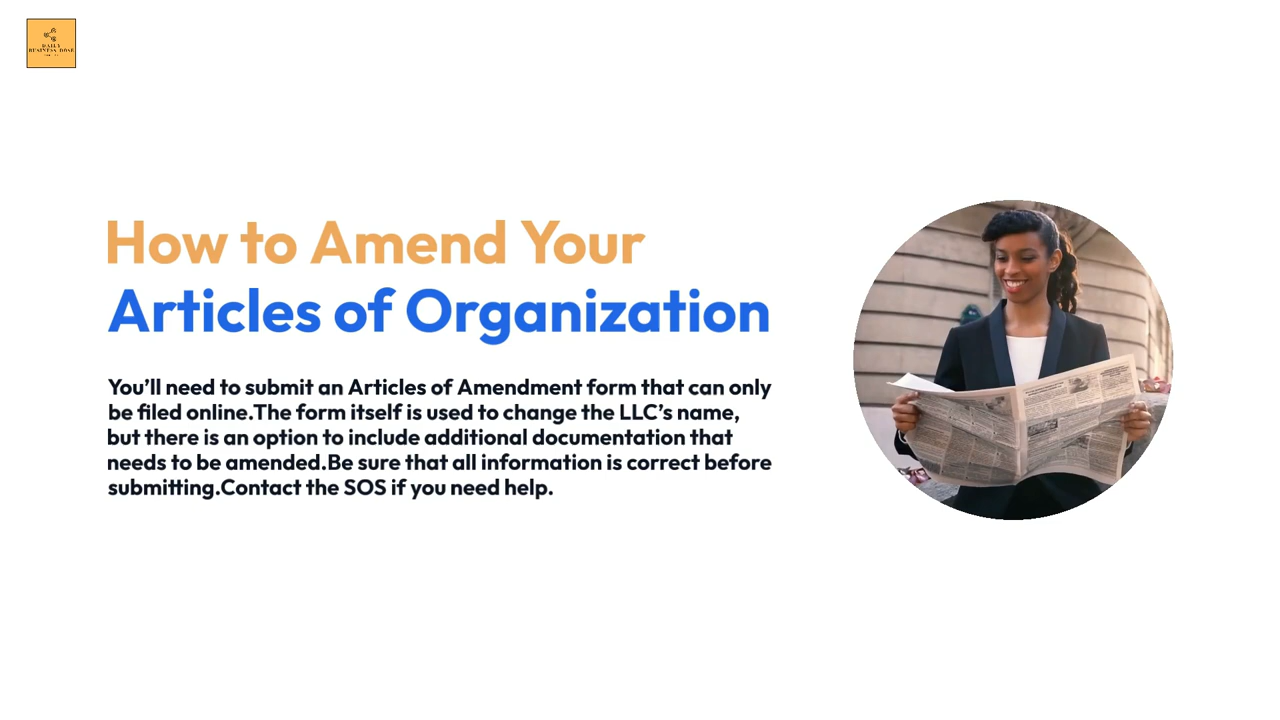 DAILY
BUSINESS DOSE
How to Amend Your
Articles of Organization
You'll need to submit an Articles of Amendment form that can only
be filed online.The form itself is used to change the LLC's name,
but there is an option to include additional documentation that
needs to be amended.Be sure that all information is correct before
submitting.Contact the SOS if you need help.